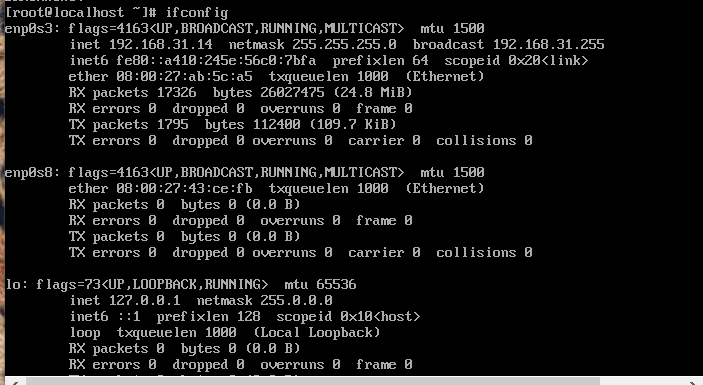 [root@localhost ~]# ifconfig
enp0s3: flags=4163<UP,BROADCAST,RUNNING,MULTICAST>  mtu 1500
        inet 192.168.31.14  netmask 255.255.255.0  broadcast 192.168.31.255
        inet6 fe80::a410:245e:56c0:7bfa  prefixlen 64  scopeid 0x20<link>
        ether 08:00:27:ab:5c:a5  txqueuelen 1000  (Ethernet)
        RX packets 17326  bytes 26027475 (24.8 MiB)
        RX errors 0  dropped 0  overruns 0  frame 0
        TX packets 1795  bytes 112400 (109.7 KiB)
        TX errors 0  dropped 0 overruns 0  carrier 0  collisions 0
enp0s8: flags=4163<UP,BROADCAST,RUNNING,MULTICAST>  mtu 1500
        ether 08:00:27:43:ce:fb  txqueuelen 1000  (Ethernet)
        RX packets 0  bytes 0 (0.0 B)
        RX errors 0  dropped 0  overruns 0  frame 0
        TX packets 0  bytes 0 (0.0 B)
        TX errors 0  dropped 0 overruns 0  carrier 0  collisions 0
lo: flags=73<UP,LOOPBACK,RUNNING>  mtu 65536
        inet 127.0.0.1  netmask 255.0.0.0
        inet6 ::1  prefixlen 128  scopeid 0x10<host>
        loop  txqueuelen 1000  (Local Loopback)
        RX packets 0  bytes 0 (0.0 B)
        RX errors 0  dropped 0  overruns 0  frame 0